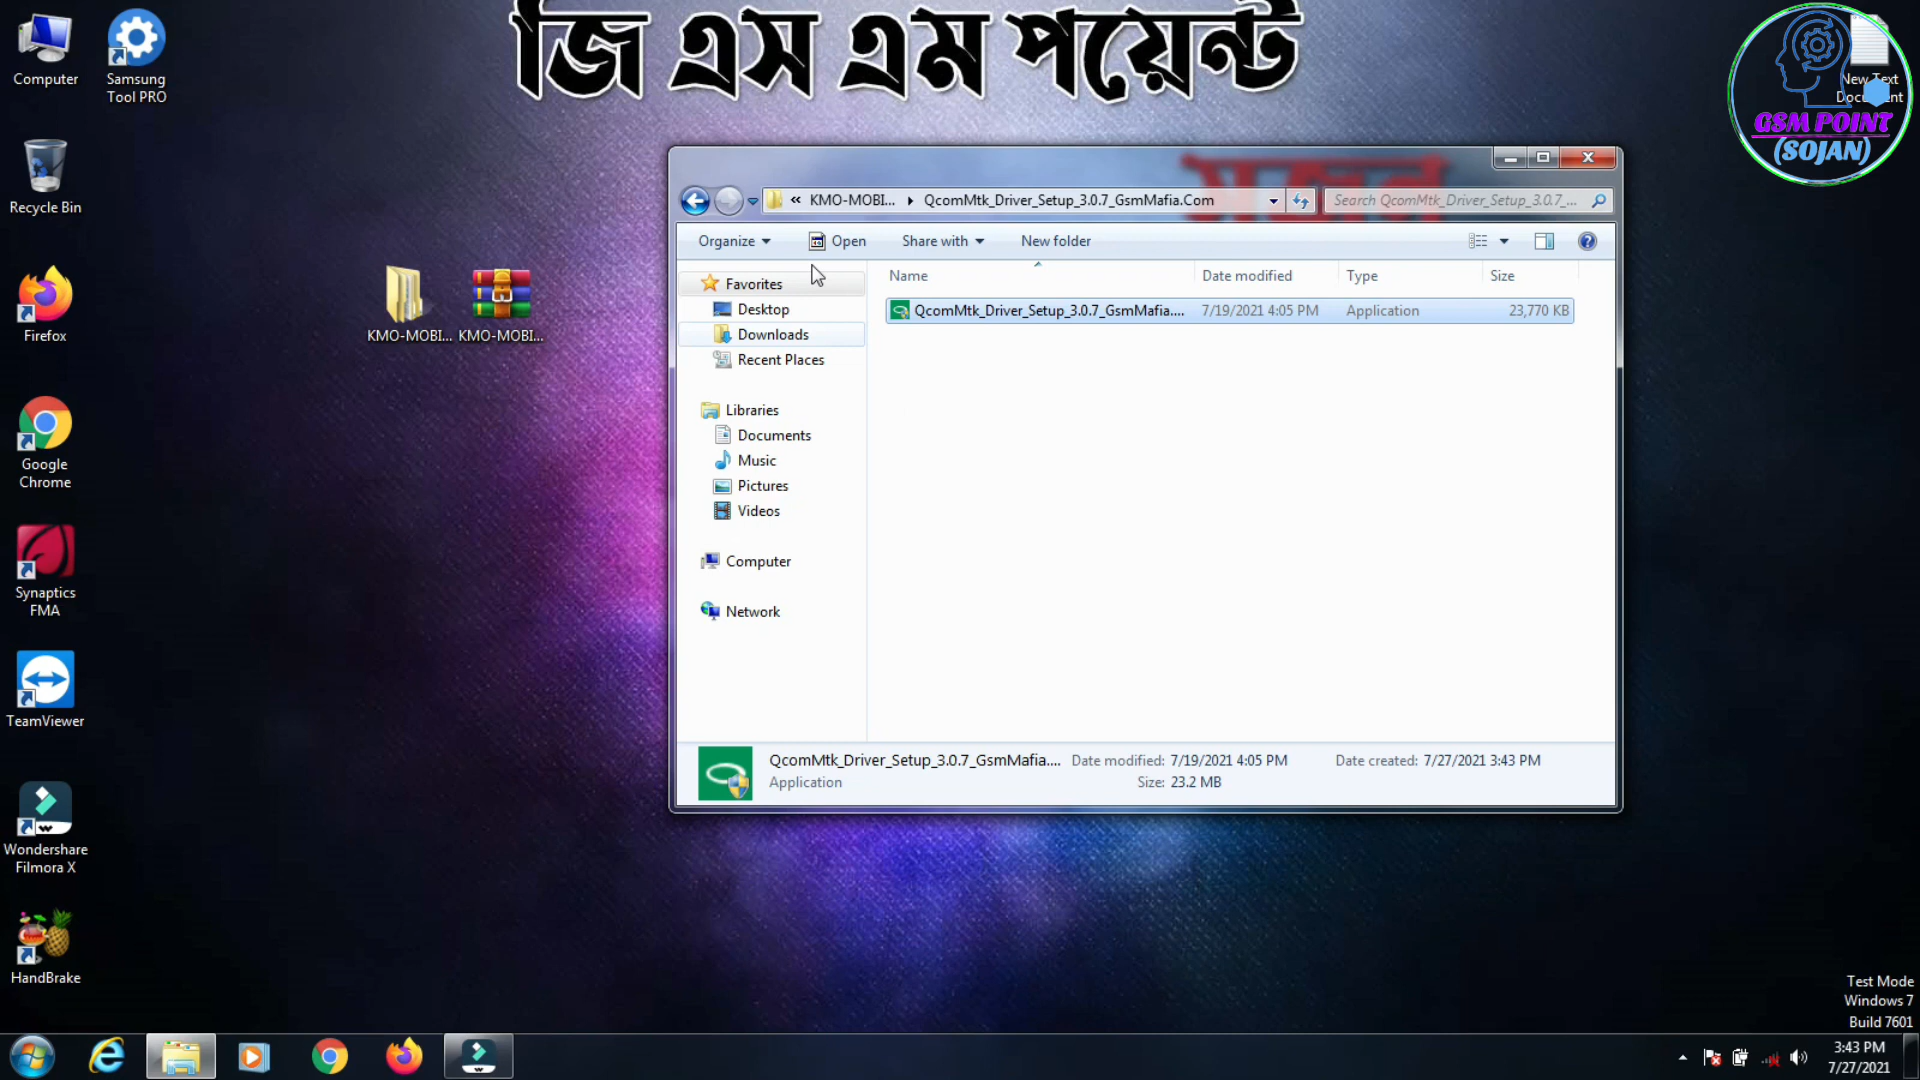 জি এস এম পয়েন্ট
Computer
Samsung
Tool PRO
Recycle Bin
Firefox
Google
Chrome
Synaptics
FMA
TeamViewer
Wondershare
Filmora X
HandBrake
KMO-MOBI...
KMO-MOBI...
New Text
Document
GSM POINT
(SOJAN)
« KMO-MOBI... QcomMtk_Driver_Setup_3.0.7_GsmMafia.Com
Search QcomMtk_Driver_Setup_3.0.7_...
Organize Open Share with New folder
Favorites
Desktop
Downloads
Recent Places
Libraries
Documents
Music
Pictures
Videos
Computer
Network
Name Date modified Type Size
QcomMtk_Driver_Setup_3.0.7_GsmMafia.... 7/19/2021 4:05 PM Application 23,770 KB
QcomMtk_Driver_Setup_3.0.7_GsmMafia.... Date modified: 7/19/2021 4:05 PM Date created: 7/27/2021 3:43 PM
Application Size: 23.2 MB
Test Mode
Windows 7
Build 7601
3:43 PM
7/27/2021